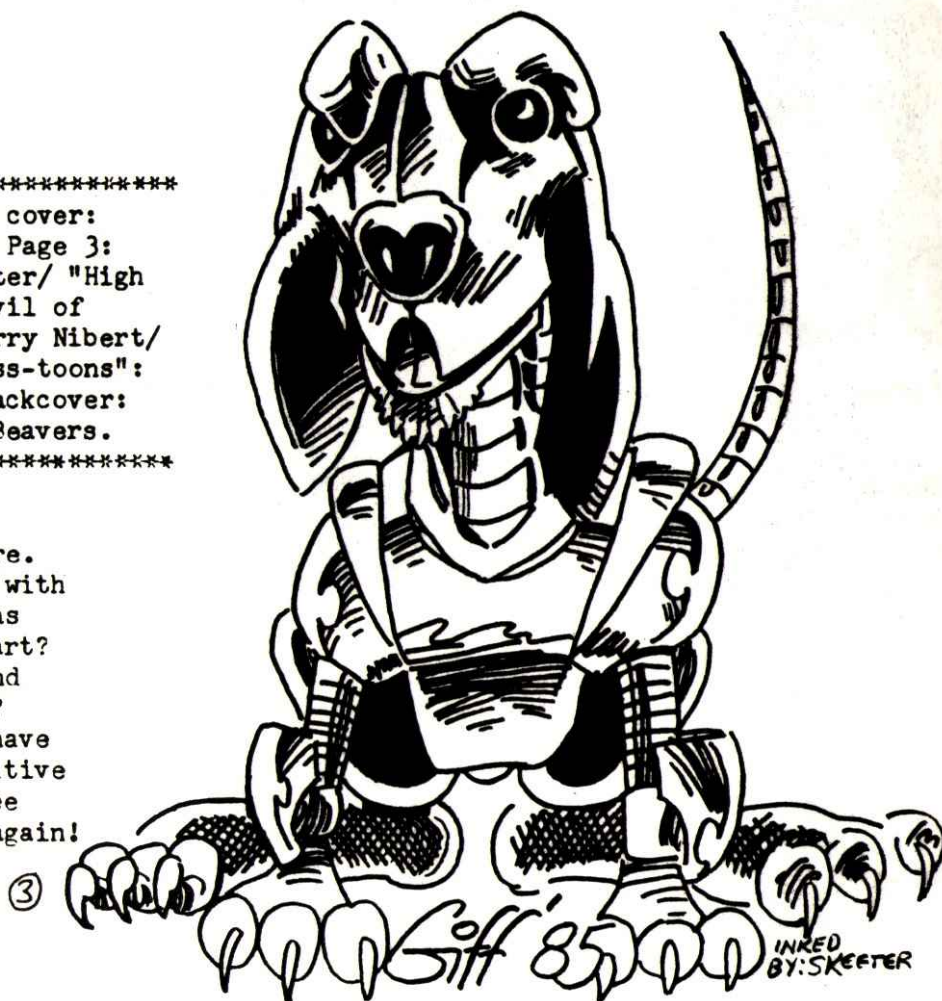 ******************
cover:
Page 3:
ter/ "High
vil of
rry Nibert/
ss-toons":
ackcover:
Beavers.
******************
re.
with
as
art?
nd
,
have
tive
ee
again!
③
Giff '85
INKED
BY: SKEETER